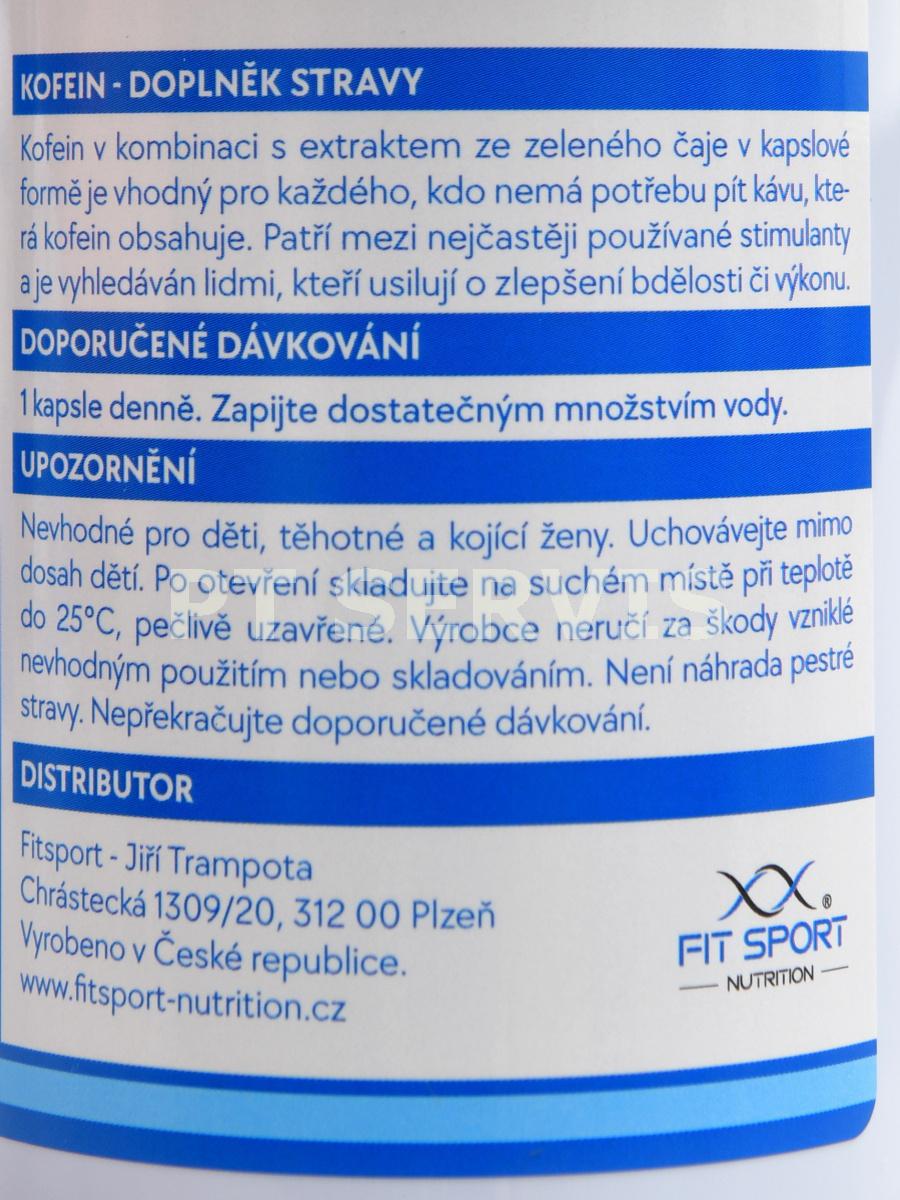 KOFEIN - DOPLNĚK STRAVY
Kofein v kombinaci s extraktem ze zeleného čaje v kapslové
formě je vhodný pro každého, kdo nemá potřebu pít kávu, kte-
rá kofein obsahuje. Patří mezi nejčastěji používané stimulanty
a je vyhledáván lidmi, kteří usilují o zlepšení bdělosti či výkonu.
DOPORUČENÉ DÁVKOVÁNÍ
1 kapsle denně. Zapijte dostatečným množstvím vody.
UPOZORNĚNÍ
Nevhodné pro děti, těhotné a kojící ženy. Uchovávejte mimo
dosah dětí. Po otevření skladujte na suchém místě při teplotě
do 25°C, pečlivě uzavřené. Výrobce neručí za škody vzniklé
nevhodným použitím nebo skladováním. Není náhrada pestré
stravy. Nepřekračujte doporučené dávkování.
PT SERVIS
DISTRIBUTOR
Fitsport - Jiří Trampota
Chrástecká 1309/20, 312 00 Plzeň
Vyrobeno v České republice.
www.fitsport-nutrition.cz
®
FIT SPORT
NUTRITION